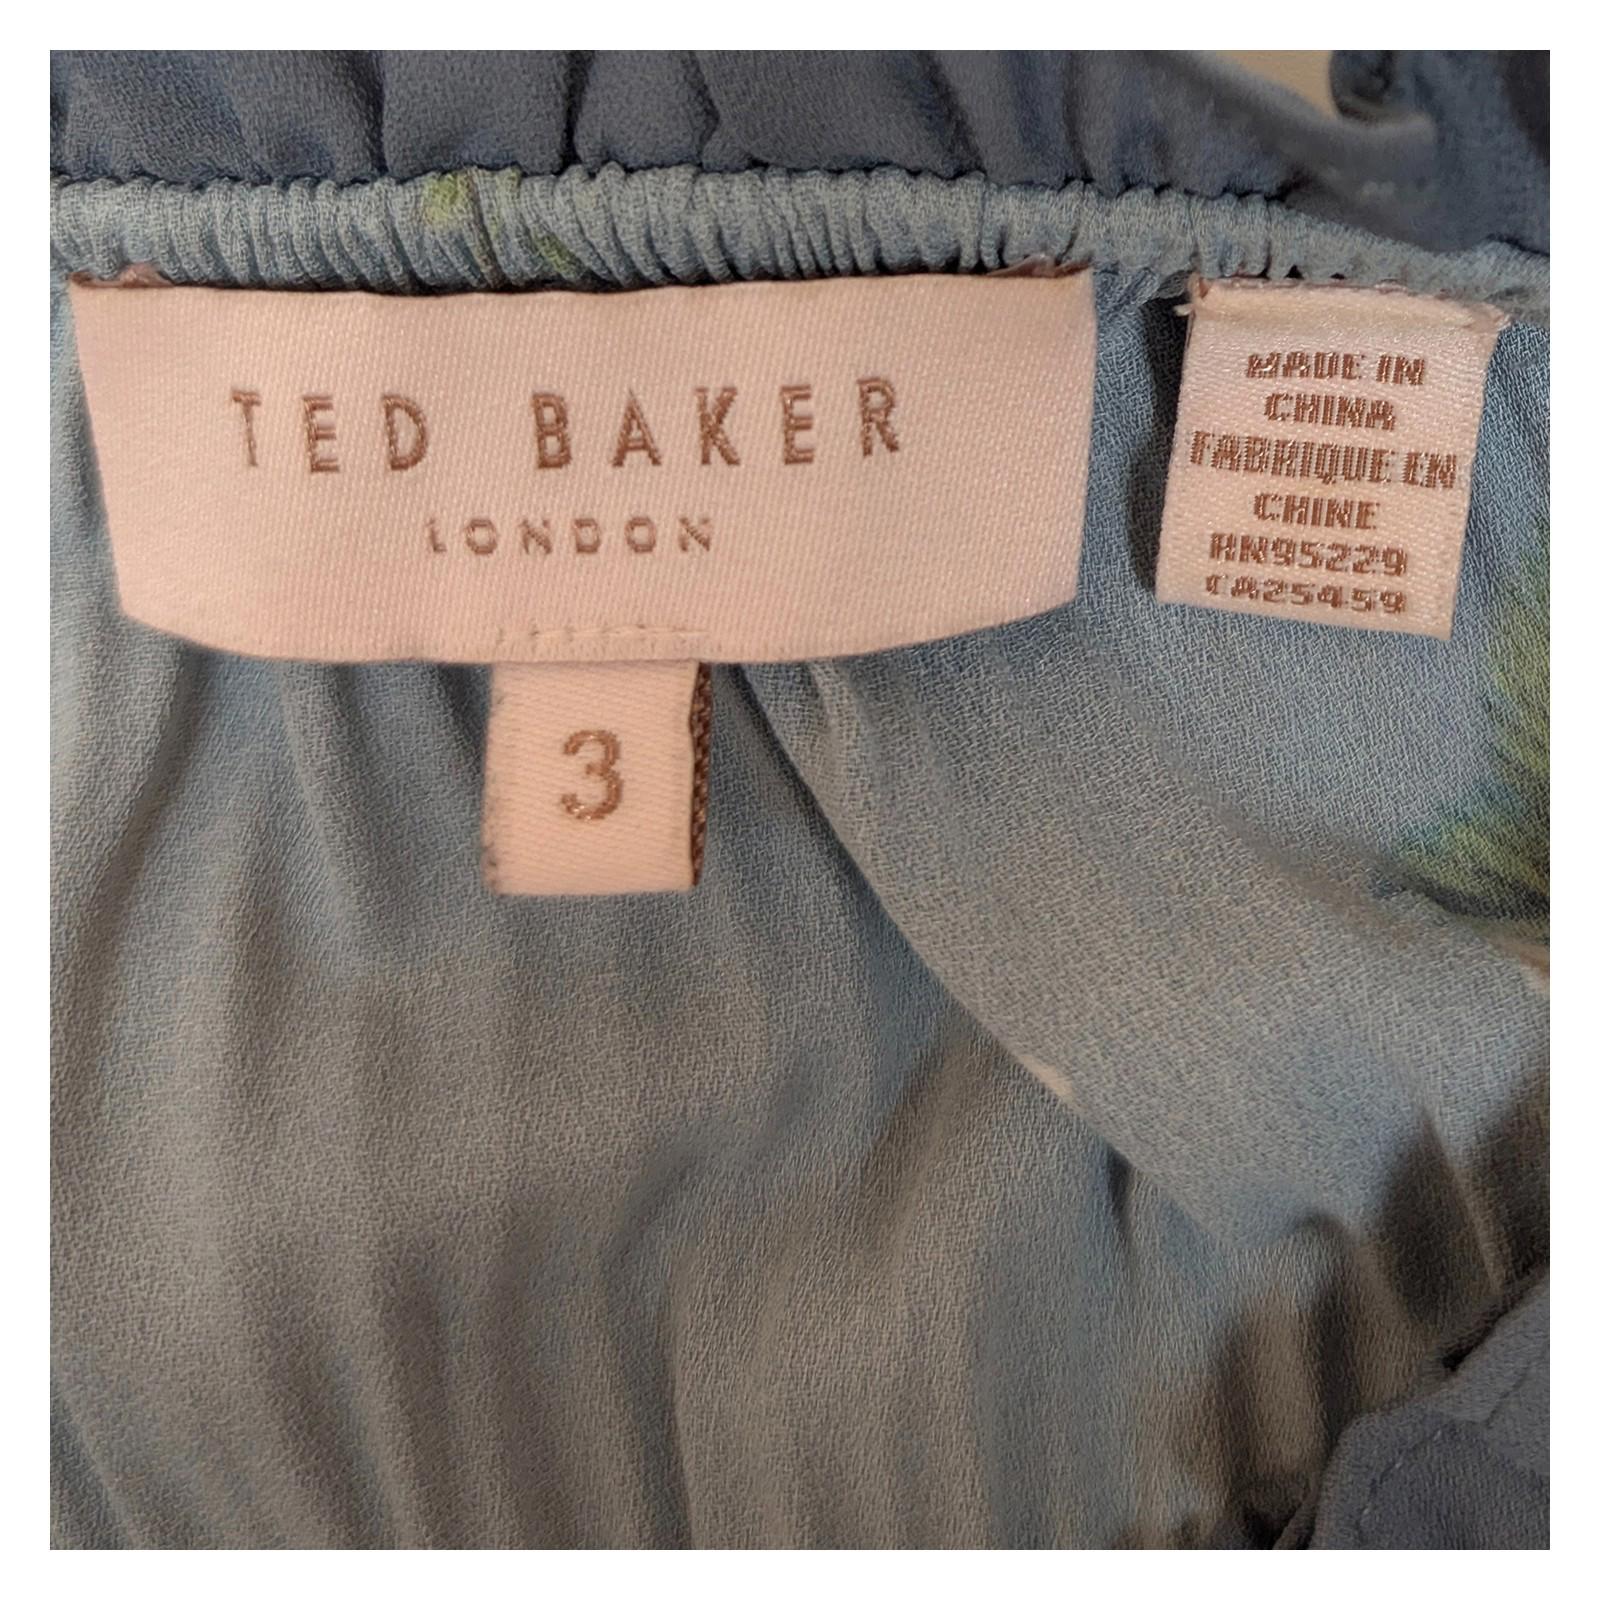 TED BAKER
LONDON
3
MADE IN
CHINA
FABRIQUE EN
CHINE
RN95229
CA25459